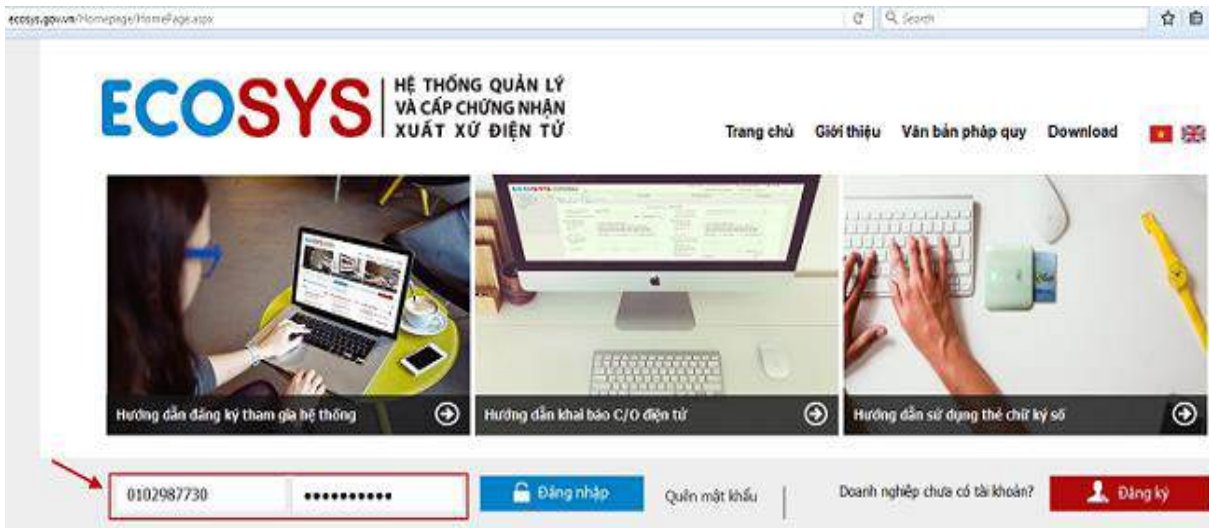 ecosys.gov.vn/Homepage/HomePage.aspx
Search
ECOSYS
HỆ THỐNG QUẢN LÝ
VÀ CẤP CHỨNG NHẬN
XUẤT XỨ ĐIỆN TỬ
Trang chủ Giới thiệu Văn bản pháp quy Download
Hướng dẫn đăng ký tham gia hệ thống
Hướng dẫn khai báo C/O điện tử
Hướng dẫn sử dụng thẻ chữ ký số
0102987730 •••••••••• Đăng nhập Quên mật khẩu Doanh nghiệp chưa có tài khoản? Đăng ký